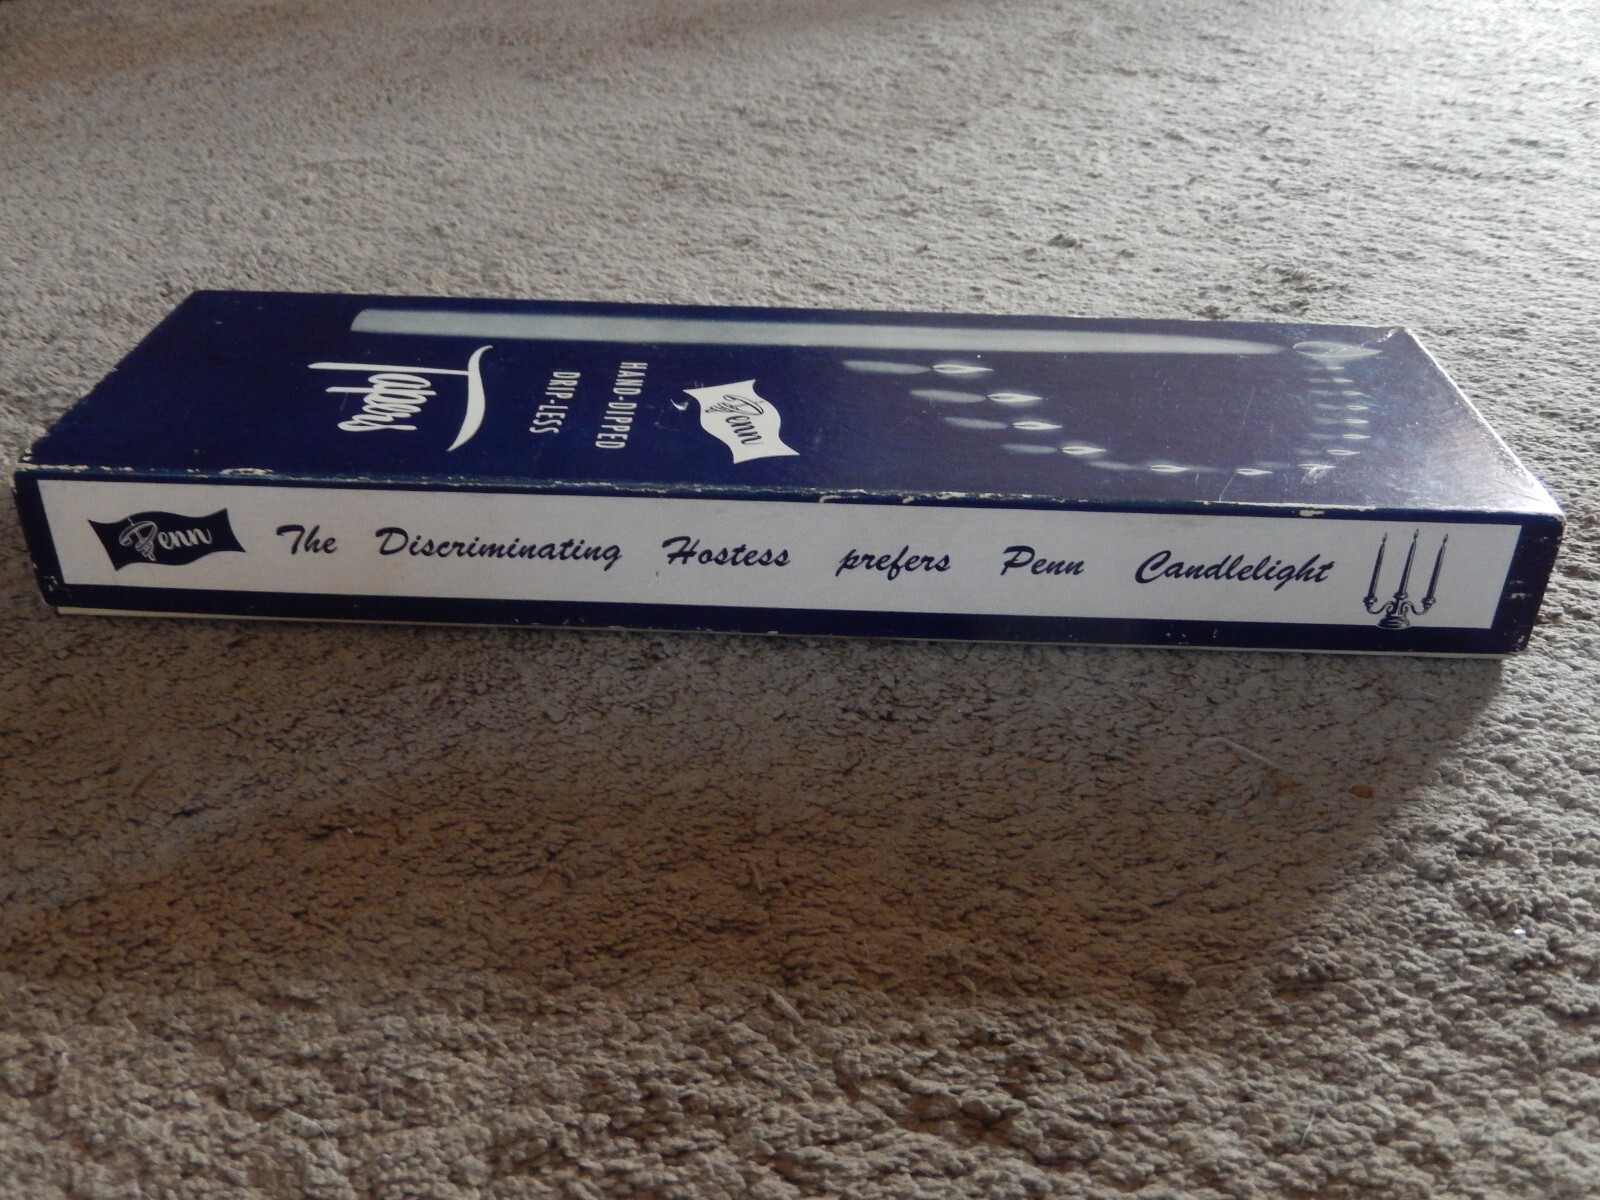 Penn
HAND-DIPPED
DRIP-LESS
Tapers
Penn The Discriminating Hostess prefers Penn Candlelight